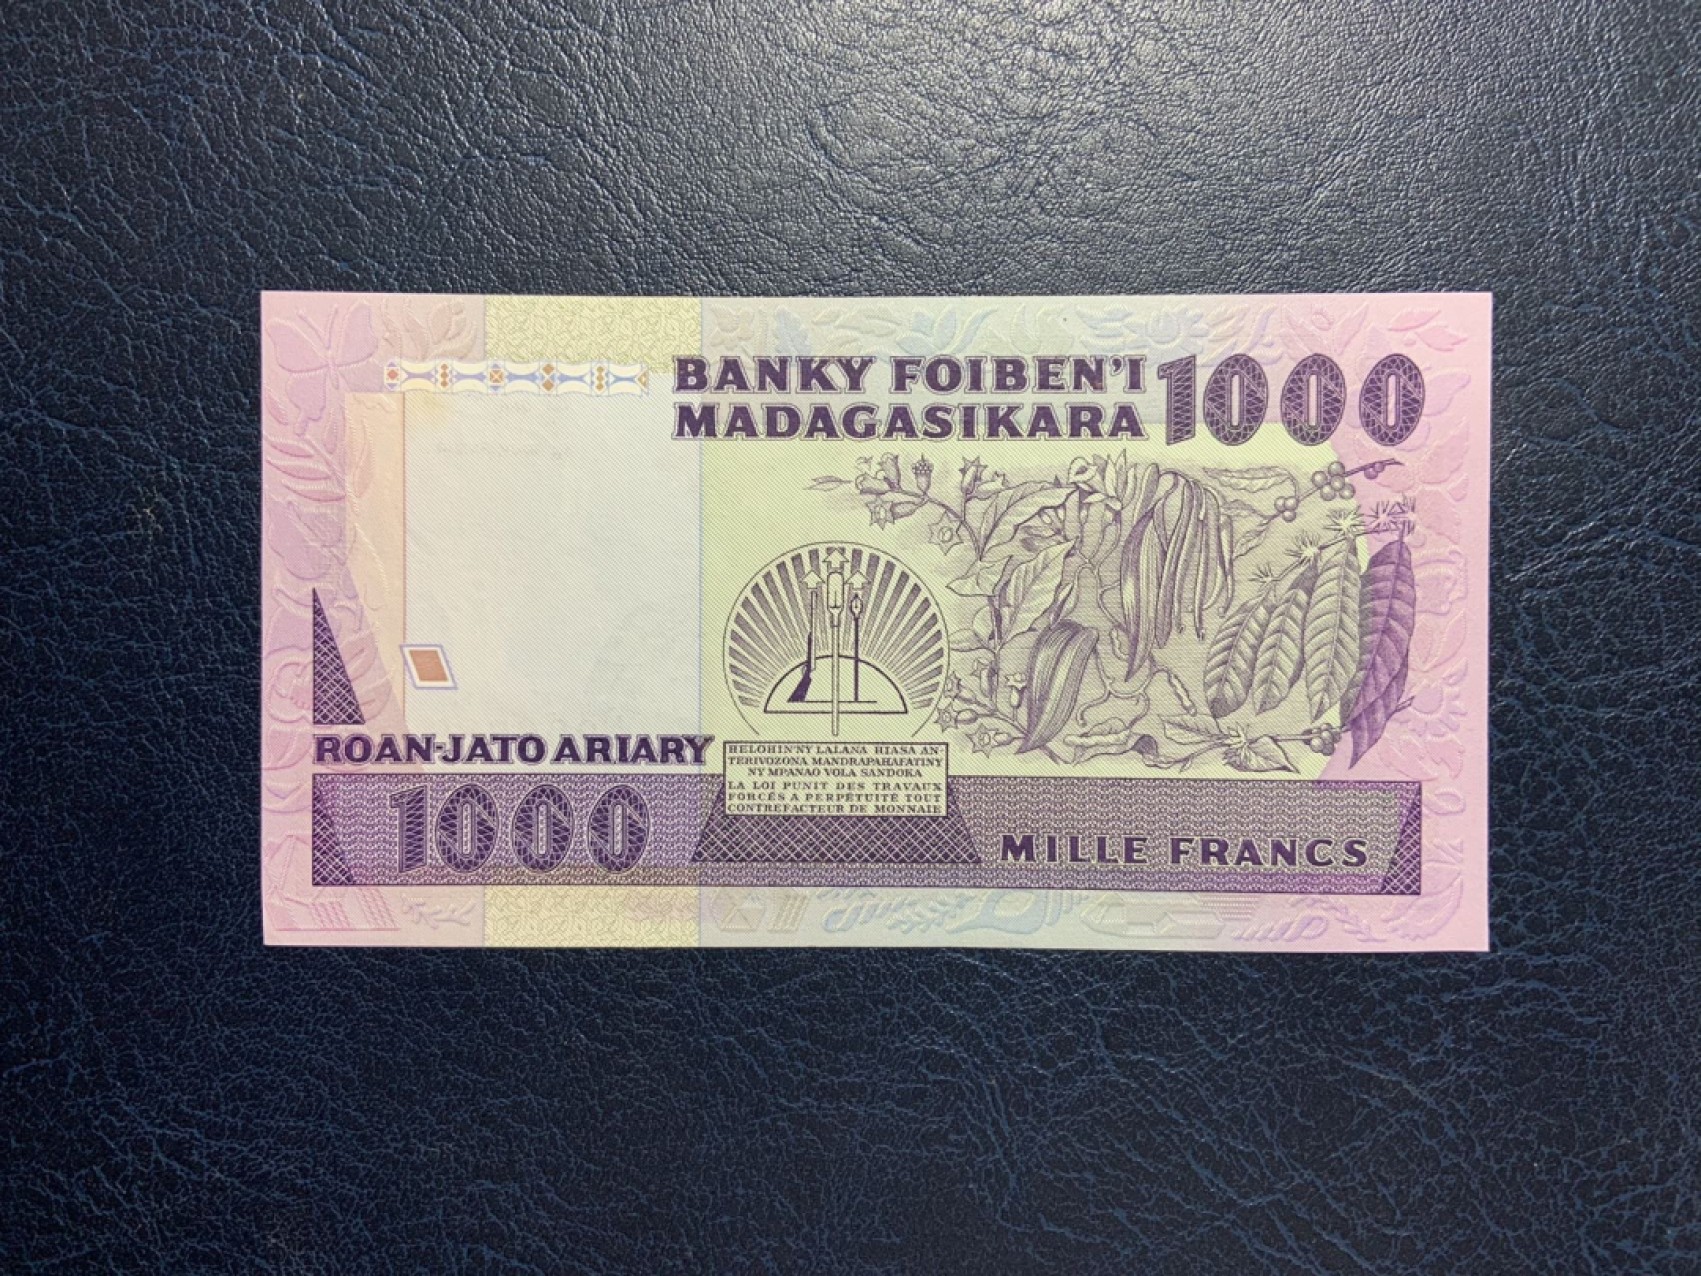 BANKY FOIBEN'I 1000
MADAGASIKARA
ROAN-JATO ARIARY
HELOHIN'NY LALANA HIASA AN-
TERIVOZONA MANDRAPAHAFATINY
NY MPANAO VOLA SANDOKA
LA LOI PUNIT DES TRAVAUX
FORCÉS A PERPÉTUITÉ TOUT
CONTREFACTEUR DE MONNAIE
1000
MILLE FRANCS